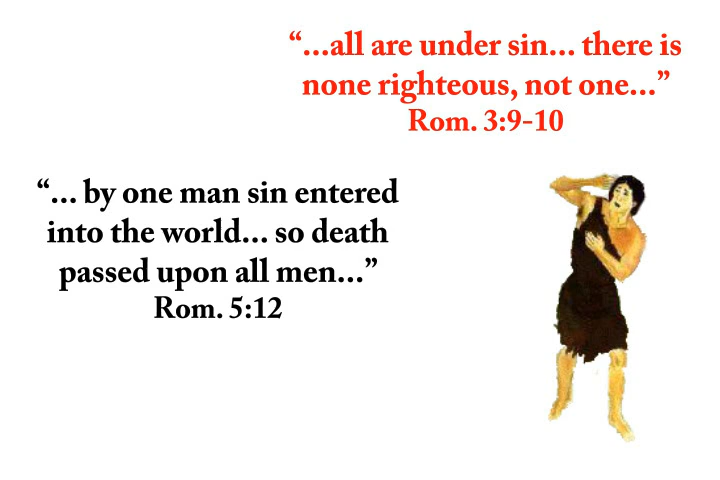 “...all are under sin... there is
none righteous, not one...”
Rom. 3:9-10
“... by one man sin entered
into the world... so death
passed upon all men...”
Rom. 5:12